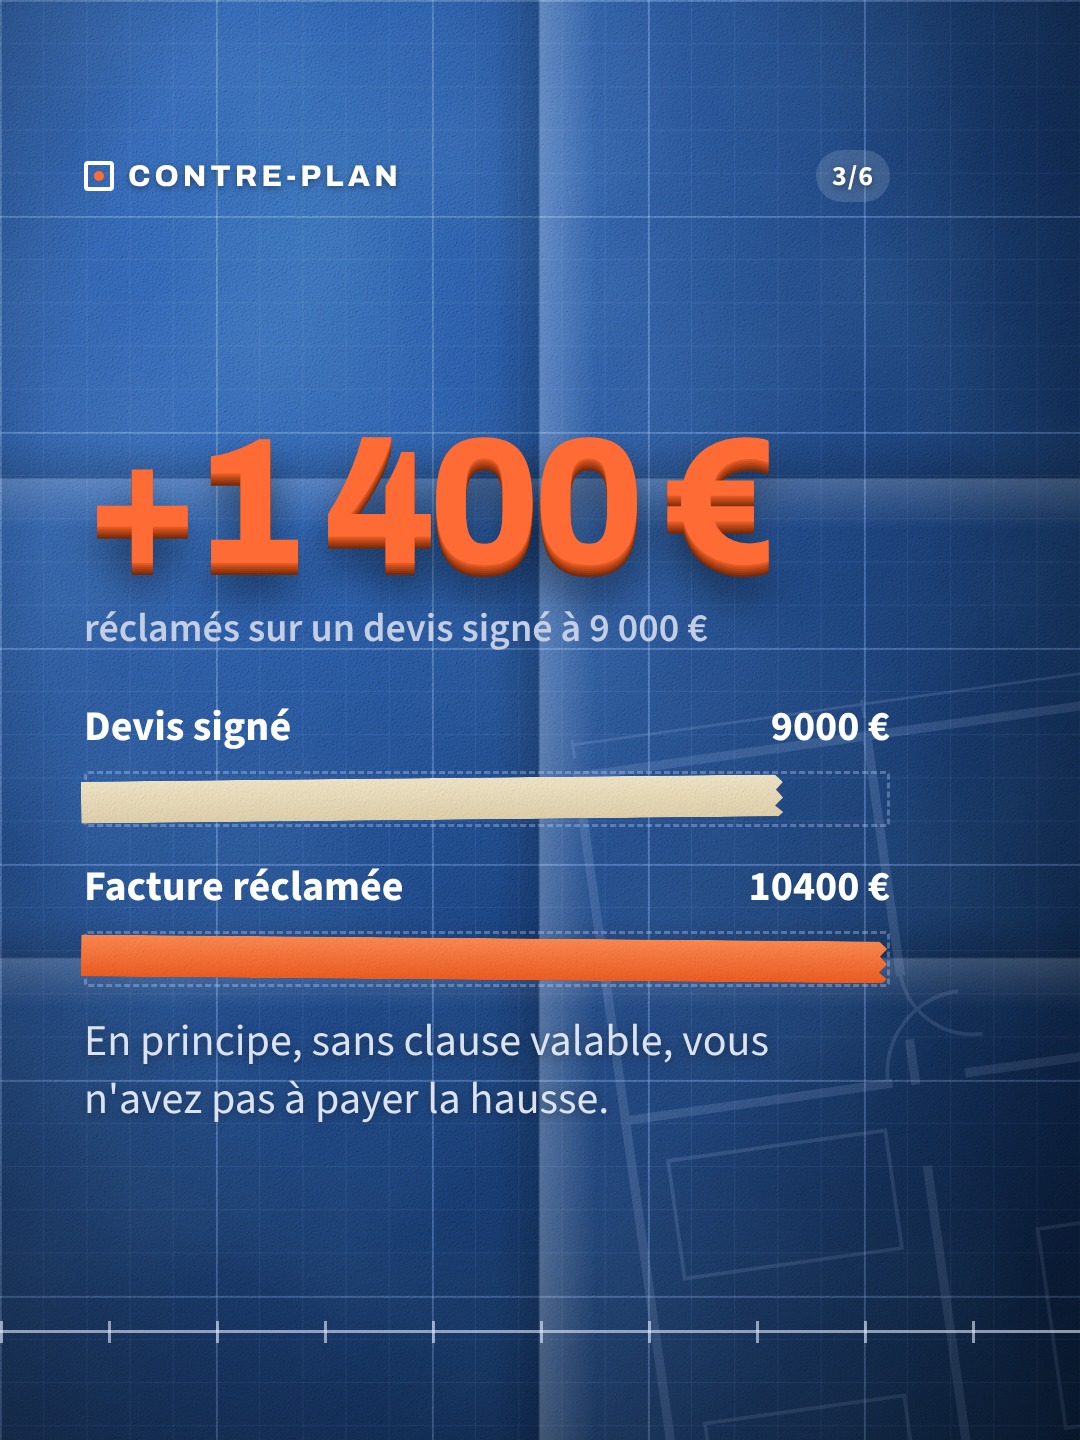 CONTRE-PLAN
3/6
+1 400 €
réclamés sur un devis signé à 9 000 €
Devis signé 9000 €
Facture réclamée 10400 €
En principe, sans clause valable, vous
n'avez pas à payer la hausse.